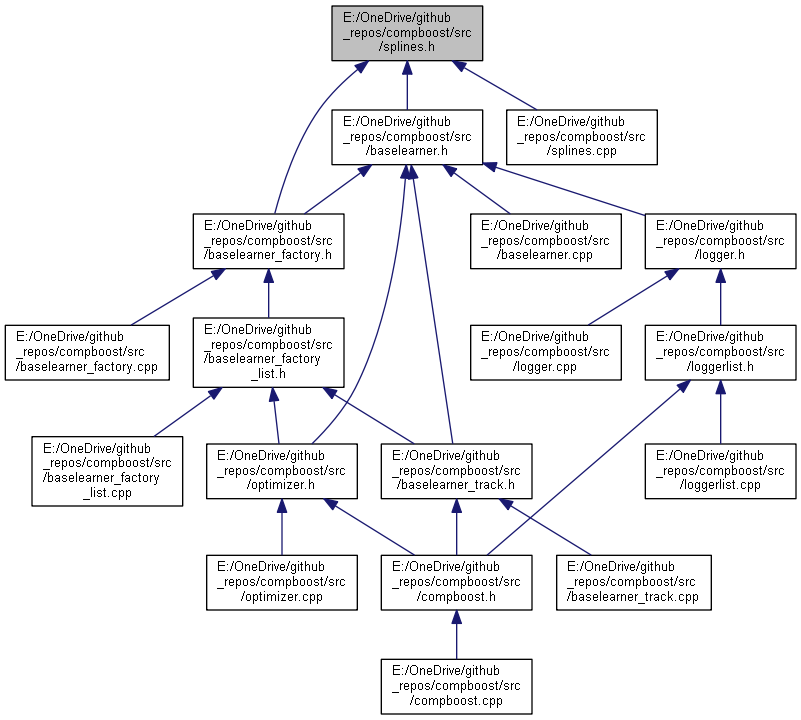 E:/OneDrive/github
_repos/compboost/src
/splines.h
E:/OneDrive/github
_repos/compboost/src
/baselearner.h
E:/OneDrive/github
_repos/compboost/src
/splines.cpp
E:/OneDrive/github
_repos/compboost/src
/baselearner_factory.h
E:/OneDrive/github
_repos/compboost/src
/baselearner.cpp
E:/OneDrive/github
_repos/compboost/src
/logger.h
E:/OneDrive/github
_repos/compboost/src
/baselearner_factory.cpp
E:/OneDrive/github
_repos/compboost/src
/baselearner_factory
_list.h
E:/OneDrive/github
_repos/compboost/src
/logger.cpp
E:/OneDrive/github
_repos/compboost/src
/loggerlist.h
E:/OneDrive/github
_repos/compboost/src
/baselearner_factory
_list.cpp
E:/OneDrive/github
_repos/compboost/src
/optimizer.h
E:/OneDrive/github
_repos/compboost/src
/baselearner_track.h
E:/OneDrive/github
_repos/compboost/src
/loggerlist.cpp
E:/OneDrive/github
_repos/compboost/src
/optimizer.cpp
E:/OneDrive/github
_repos/compboost/src
/compboost.h
E:/OneDrive/github
_repos/compboost/src
/baselearner_track.cpp
E:/OneDrive/github
_repos/compboost/src
/compboost.cpp